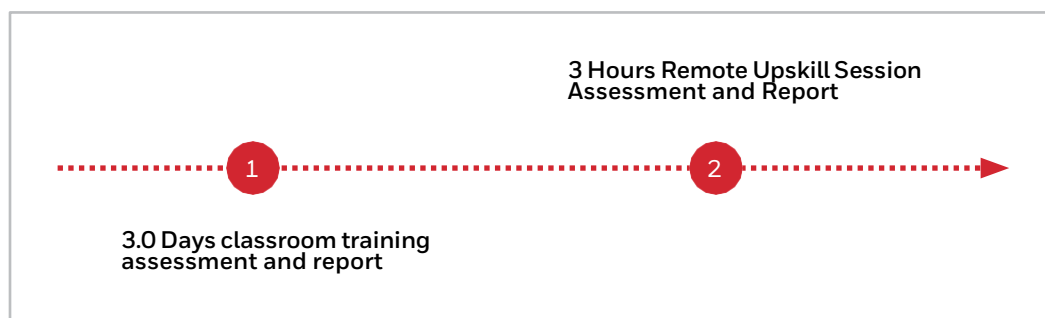 3 Hours Remote Upskill Session
Assessment and Report
1
2
3.0 Days classroom training
assessment and report